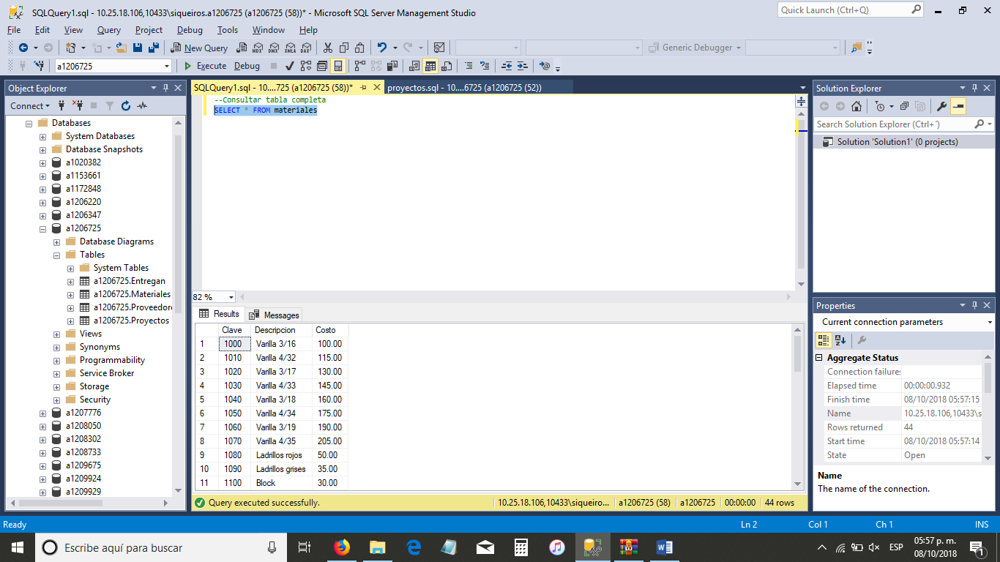 SQLQuery1.sql - 10.25.18.106,10433\siqueiros.a1206725 (a1206725 (58))* - Microsoft SQL Server Management Studio
Quick Launch (Ctrl+Q)
File Edit View Query Project Debug Tools Window Help
New Query
MDX DMX XMLA DAX
Generic Debugger
a1206725
Execute Debug
Object Explorer
Connect
Databases
System Databases
Database Snapshots
a1020382
a1153661
a1172848
a1206220
a1206347
a1206725
Database Diagrams
Tables
System Tables
a1206725.Entregan
a1206725.Materiales
a1206725.Proveedore
a1206725.Proyectos
Views
Synonyms
Programmability
Service Broker
Storage
Security
a1207776
a1208050
a1208302
a1208733
a1209675
a1209924
a1209929
SQLQuery1.sql - 10....725 (a1206725 (58))*
proyectos.sql - 10....6725 (a1206725 (52))
--Consultar tabla completa
SELECT * FROM materiales
82 %
Results Messages
Clave Descripcion Costo
1 1000 Varilla 3/16 100.00
2 1010 Varilla 4/32 115.00
3 1020 Varilla 3/17 130.00
4 1030 Varilla 4/33 145.00
5 1040 Varilla 3/18 160.00
6 1050 Varilla 4/34 175.00
7 1060 Varilla 3/19 190.00
8 1070 Varilla 4/35 205.00
9 1080 Ladrillos rojos 50.00
10 1090 Ladrillos grises 35.00
11 1100 Block 30.00
Query executed successfully.
10.25.18.106,10433\siqueiro... a1206725 (58) a1206725 00:00:00 44 rows
Solution Explorer
Search Solution Explorer (Ctrl+´)
Solution 'Solution1' (0 projects)
Properties
Current connection parameters
Aggregate Status
Connection failures
Elapsed time 00:00:00.932
Finish time 08/10/2018 05:57:15
Name 10.25.18.106,10433\s
Rows returned 44
Start time 08/10/2018 05:57:14
State Open
Name
The name of the connection.
Ready Ln 2 Col 1 Ch 1 INS
Escribe aquí para buscar
ESP
05:57 p. m.
08/10/2018
1